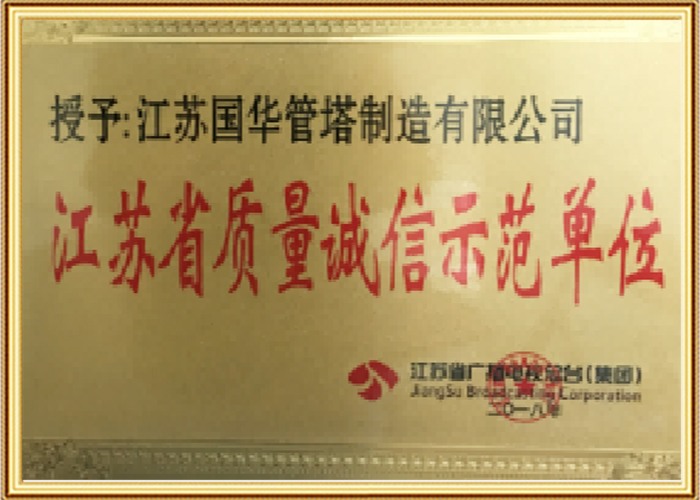 授予:江苏国华管塔制造有限公司
江苏省质量诚信示范单位
江苏省广播电视总台(集团)
JiangSu Broadcasting Corporation
二〇一八年